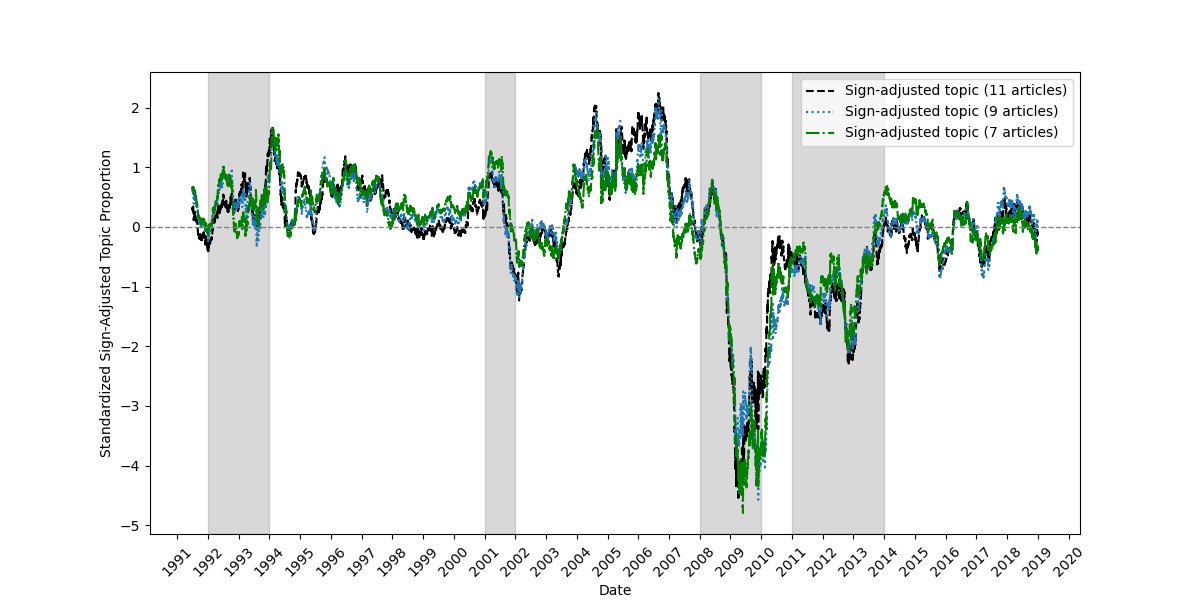 Sign-adjusted topic (11 articles)
Sign-adjusted topic (9 articles)
Sign-adjusted topic (7 articles)
Standardized Sign-Adjusted Topic Proportion
2
1
0
−1
−2
−3
−4
−5
1991 1992 1993 1994 1995 1996 1997 1998 1999 2000 2001 2002 2003 2004 2005 2006 2007 2008 2009 2010 2011 2012 2013 2014 2015 2016 2017 2018 2019 2020
Date